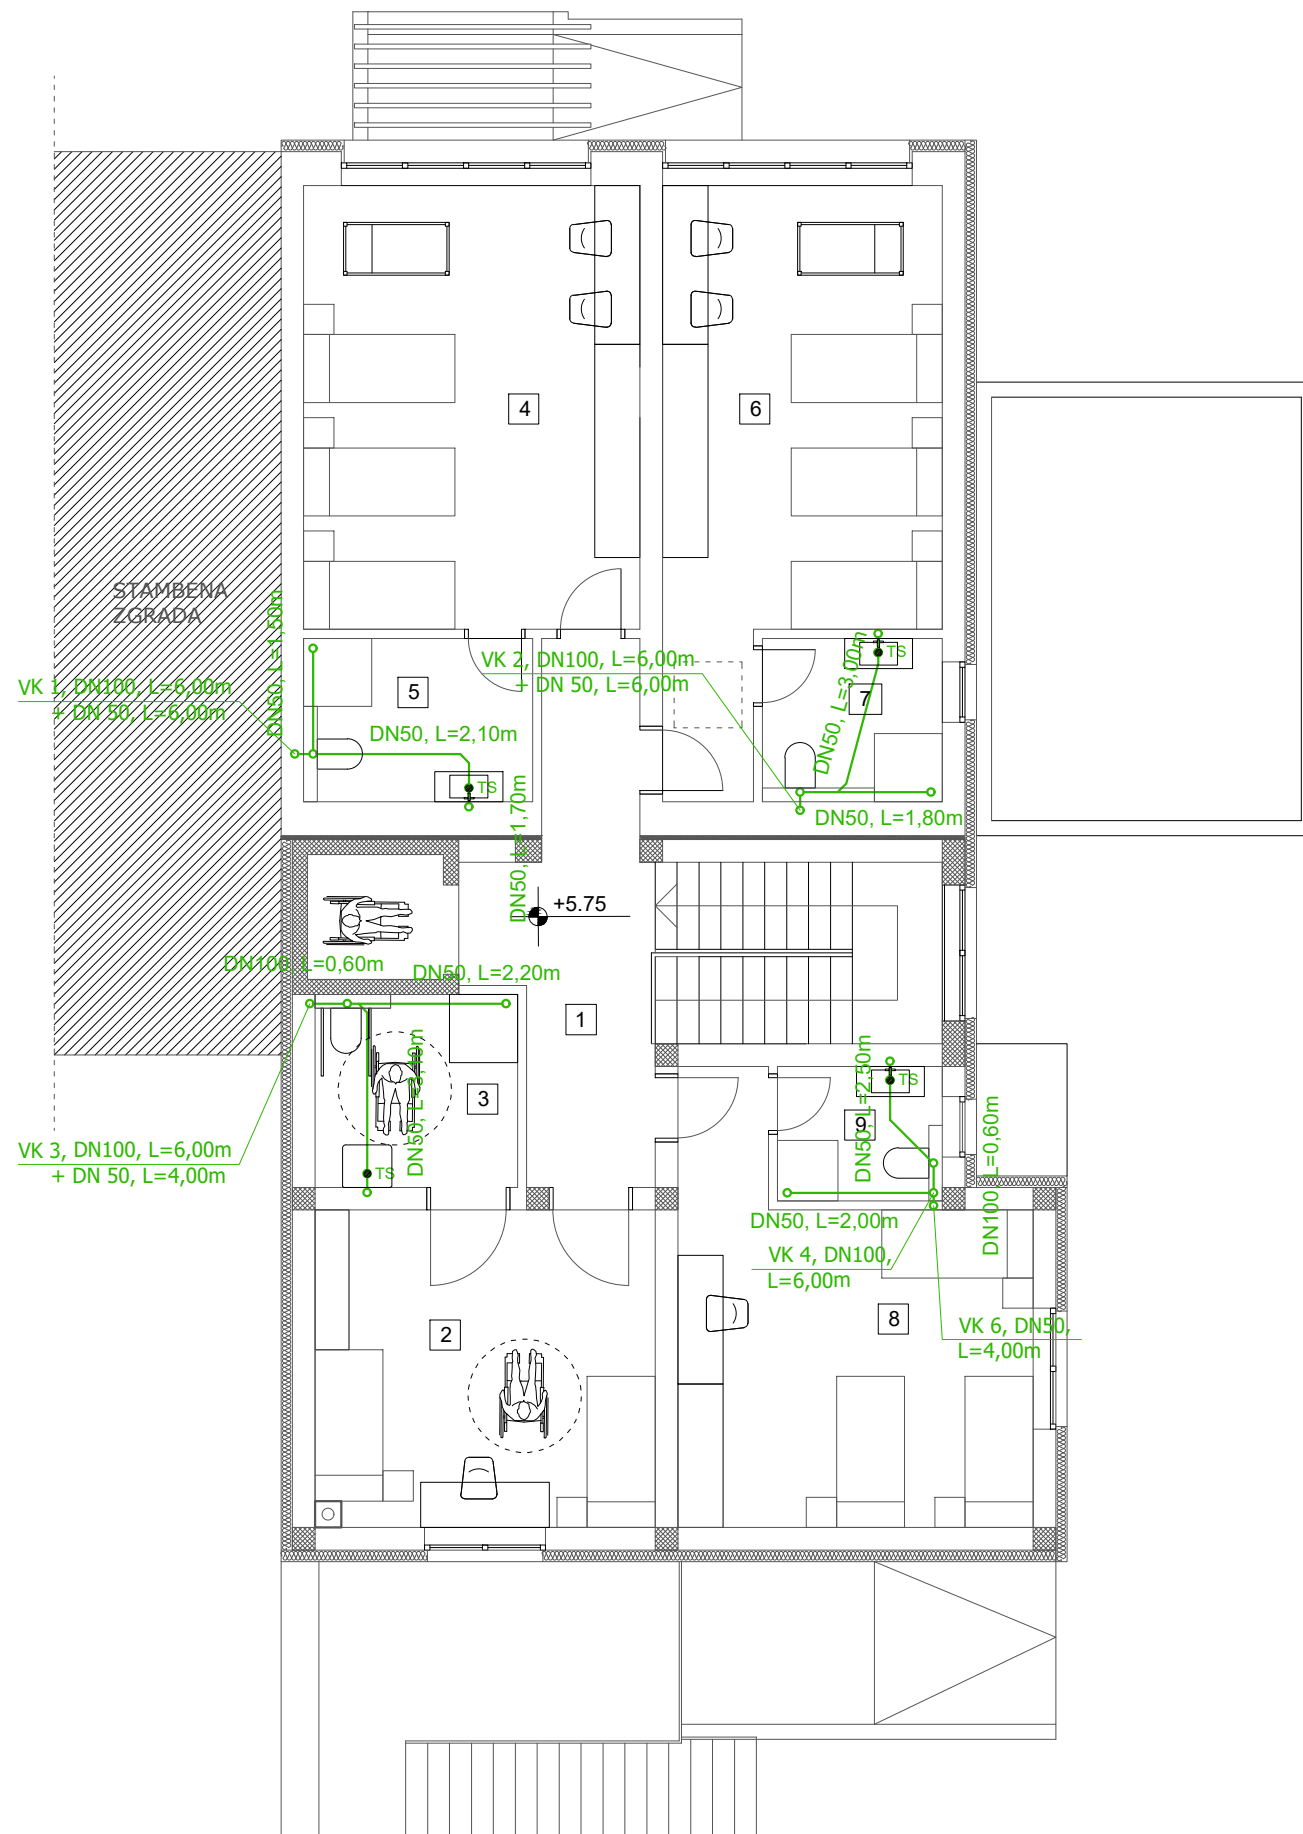 4
6
STAMBENA
ZGRADA
DN50, L=1,50m
VK 1, DN100, L=6,00m
+ DN 50, L=6,00m
5
DN50, L=2,10m
TS
VK 2, DN100, L=6,00m
+ DN 50, L=6,00m
DN50, L=3,00m
TS
7
DN50, L=1,80m
DN50, L=1,70m
+5.75
DN100, L=0,60m
DN50, L=2,20m
1
DN50, L=3,10m
3
TS
VK 3, DN100, L=6,00m
+ DN 50, L=4,00m
DN50, L=2,50m
TS
9
DN100, L=0,60m
DN50, L=2,00m
VK 4, DN100,
L=6,00m
2
8
VK 6, DN50,
L=4,00m